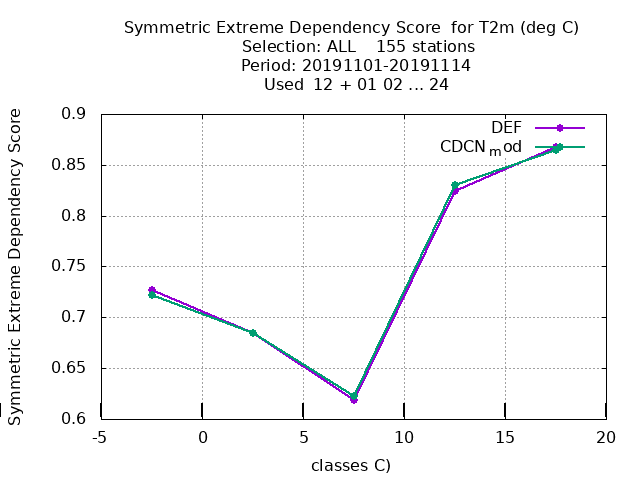 Symmetric Extreme Dependency Score for T2m (deg C)
Selection: ALL 155 stations
Period: 20191101-20191114
Used 12 + 01 02 ... 24
Symmetric Extreme Dependency Score
0.9
0.85
0.8
0.75
0.7
0.65
0.6
DEF
CDCNmod
-5 0 5 10 15 20
classes C)